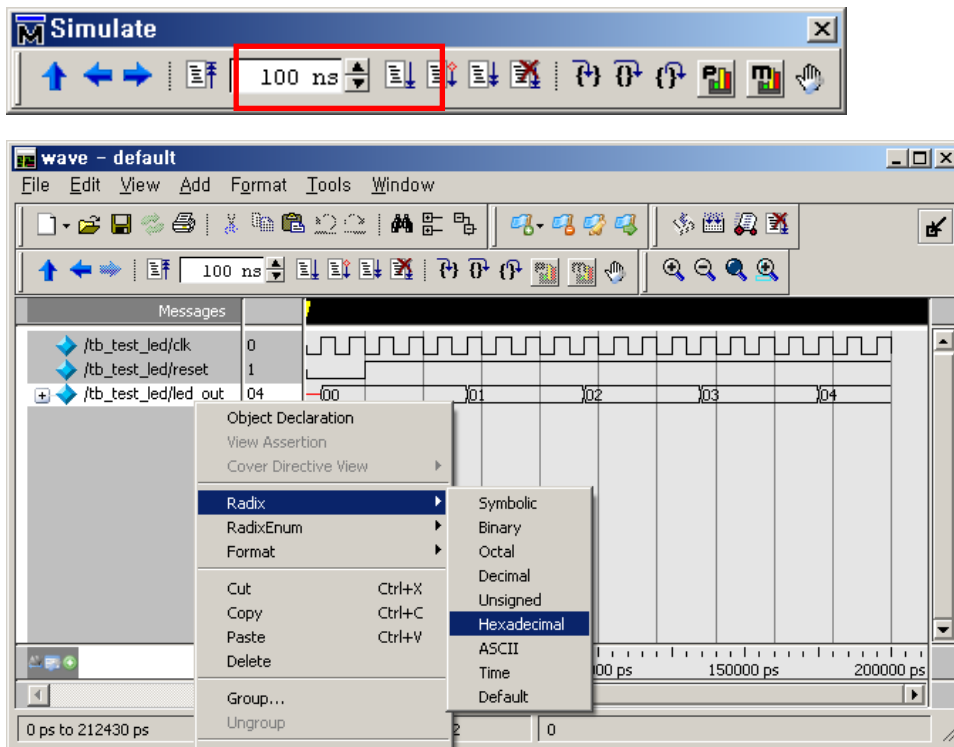 Simulate
100 ns
wave - default
File Edit View Add Format Tools Window
100 ns
Messages
/tb_test_led/clk 0
/tb_test_led/reset 1
/tb_test_led/led_out 04 00 01 02 03 04
Object Declaration
View Assertion
Cover Directive View
Radix
RadixEnum
Format
Cut Ctrl+X
Copy Ctrl+C
Paste Ctrl+V
Delete
Group...
Ungroup
Symbolic
Binary
Octal
Decimal
Unsigned
Hexadecimal
ASCII
Time
Default
150000 ps 200000 ps
0 ps to 212430 ps 0